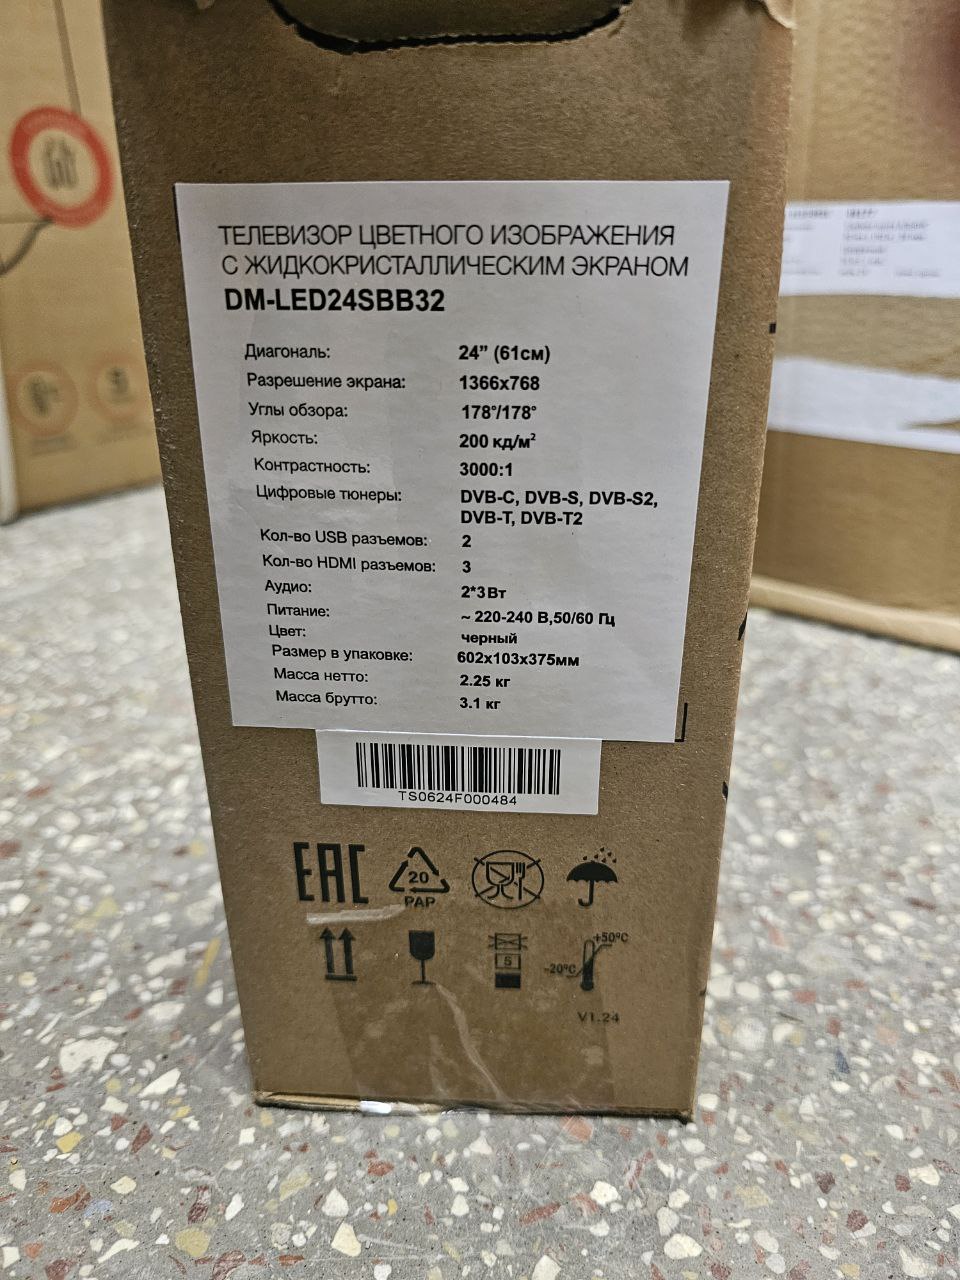 ТЕЛЕВИЗОР ЦВЕТНОГО ИЗОБРАЖЕНИЯ
С ЖИДКОКРИСТАЛЛИЧЕСКИМ ЭКРАНОМ
DM-LED24SBB32
Диагональ: 24” (61см)
Разрешение экрана: 1366x768
Углы обзора: 178°/178°
Яркость: 200 кд/м²
Контрастность: 3000:1
Цифровые тюнеры: DVB-C, DVB-S, DVB-S2,
DVB-T, DVB-T2
Кол-во USB разъемов: 2
Кол-во HDMI разъемов: 3
Аудио: 2*3Вт
Питание: ~ 220-240 В,50/60 Гц
Цвет: черный
Размер в упаковке: 602x103x375мм
Масса нетто: 2.25 кг
Масса брутто: 3.1 кг
TS0624F000484
EAC
20
PAP
+50°C
5
-20°C
V1.24